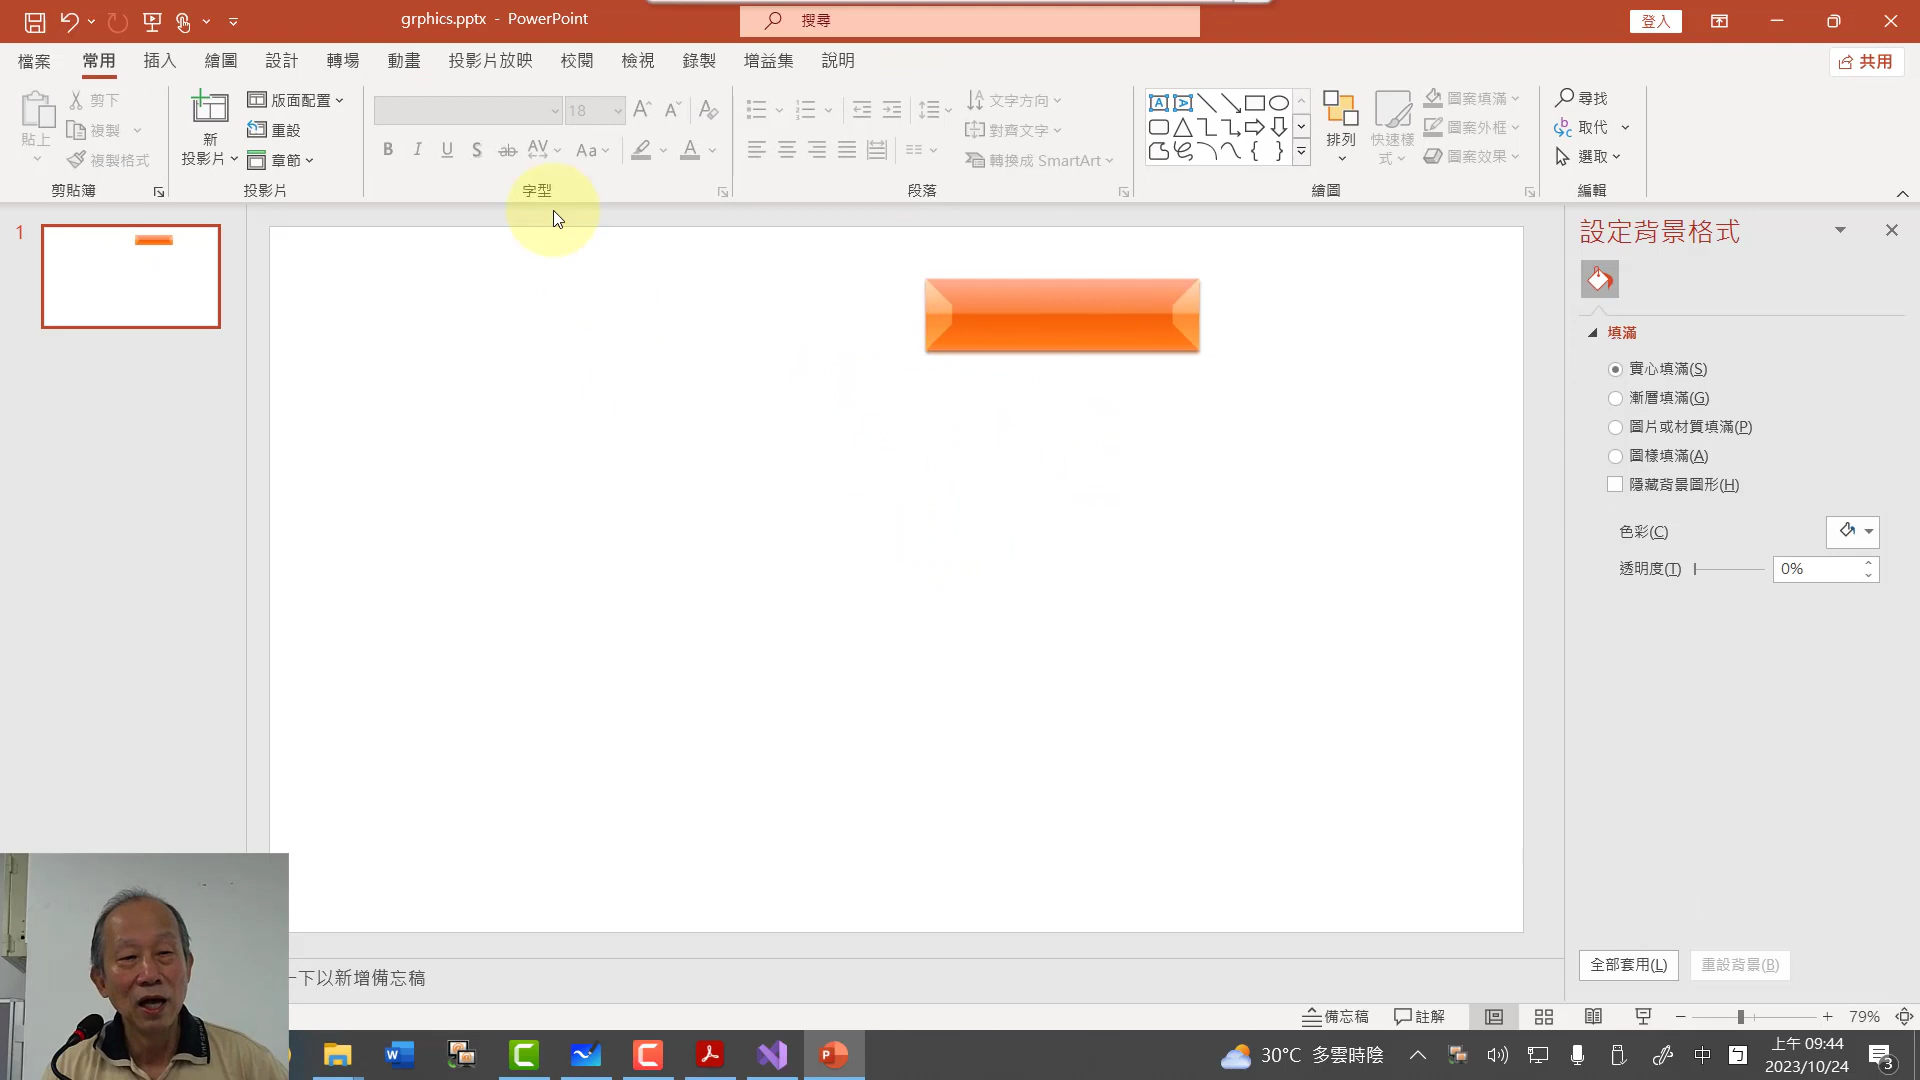 grphics.pptx - PowerPoint
搜尋
登入
檔案 常用 插入 繪圖 設計 轉場 動畫 投影片放映 校閱 檢視 錄製 增益集 說明
共用
貼上
剪下
複製
複製格式
剪貼簿
新
投影片
版面配置
重設
章節
投影片
18
B I U S ab AV Aa A
字型
文字方向
對齊文字
轉換成 SmartArt
段落
排列
快速樣
式
圖案填滿
圖案外框
圖案效果
繪圖
尋找
取代
選取
編輯
1
設定背景格式
填滿
實心填滿(S)
漸層填滿(G)
圖片或材質填滿(P)
圖樣填滿(A)
隱藏背景圖形(H)
色彩(C)
透明度(T) 0%
全部套用(L) 重設背景(B)
一下以新增備忘稿
備忘稿 註解 79%
30°C 多雲時陰
中
上午 09:44
2023/10/24
3